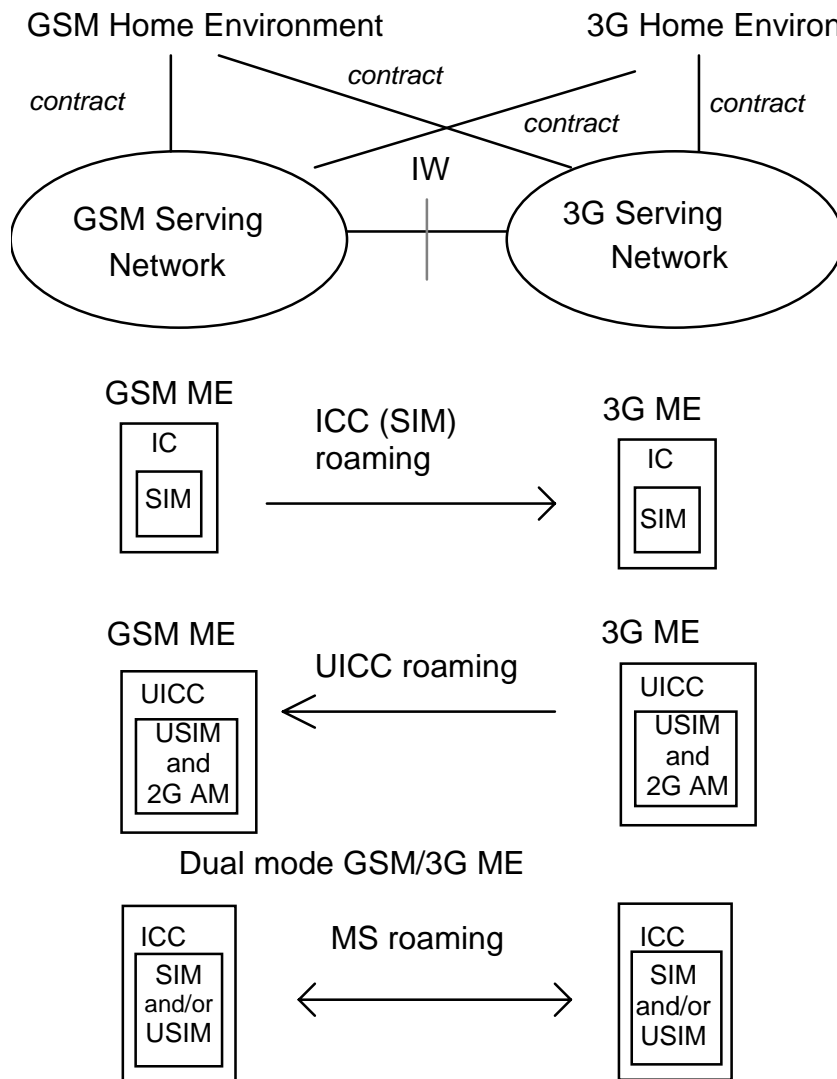 GSM Home Environment
3G Home Environ
contract
contract
contract
contract
IW
GSM Serving
Network
3G Serving
Network
GSM ME
IC
SIM
ICC (SIM)
roaming
3G ME
IC
SIM
GSM ME
UICC
USIM
and
2G AM
UICC roaming
3G ME
UICC
USIM
and
2G AM
Dual mode GSM/3G ME
ICC
SIM
and/or
USIM
MS roaming
ICC
SIM
and/or
USIM